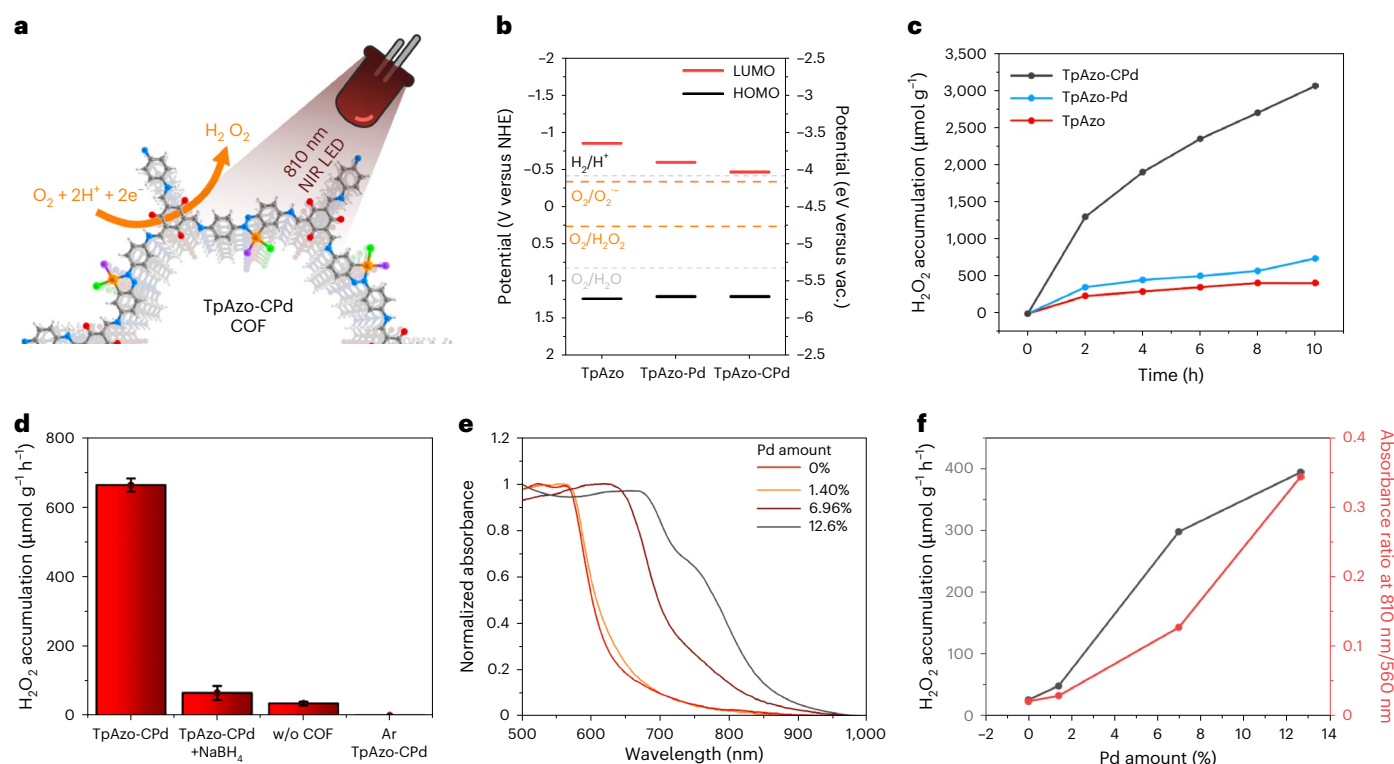 a
H₂ O₂
O₂ + 2H⁺ + 2e⁻
810 nm
NIR LED
TpAzo-CPd
COF
b
Potential (V versus NHE)
−2
−1.5
−1
−0.5
0
0.5
1
1.5
2
LUMO
HOMO
H₂/H⁺
O₂/O₂⁻
O₂/H₂O₂
O₂/H₂O
TpAzo TpAzo-Pd TpAzo-CPd
−2.5
−3
−3.5
−4
−4.5
−5
−5.5
−6
−2.5
Potential (eV versus vac.)
c
H₂O₂ accumulation (μmol g⁻¹)
3,500
3,000
2,500
2,000
1,500
1,000
500
0
TpAzo-CPd
TpAzo-Pd
TpAzo
0 2 4 6 8 10
Time (h)
d
H₂O₂ accumulation (μmol g⁻¹ h⁻¹)
800
600
400
200
0
TpAzo-CPd TpAzo-CPd w/o COF Ar
+NaBH₄ TpAzo-CPd
e
Normalized absorbance
1.2
1.0
0.8
0.6
0.4
0.2
0
Pd amount
0%
1.40%
6.96%
12.6%
500 600 700 800 900 1,000
Wavelength (nm)
f
H₂O₂ accumulation (μmol g⁻¹ h⁻¹)
400
300
200
100
0
−2 0 2 4 6 8 10 12 14
Pd amount (%)
0.4
0.3
0.2
0.1
0
Absorbance ratio at 810 nm/560 nm